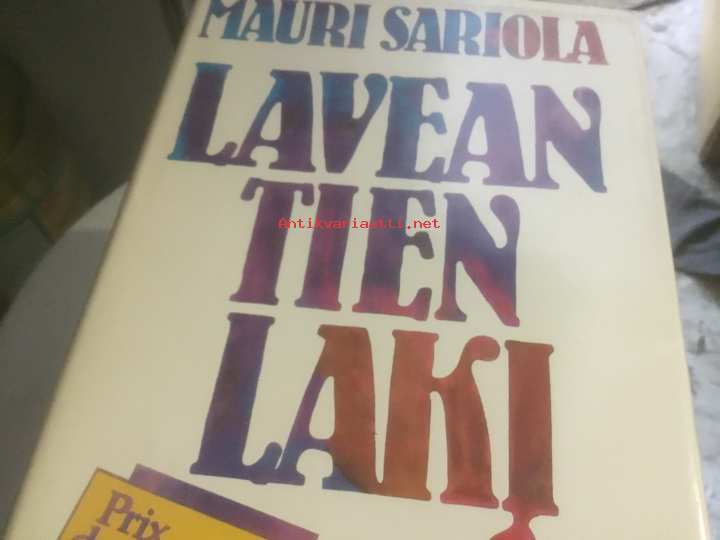 MAURI SARIOLA
LAVEAN
TIEN
Antikvariaatti.net
LAKI
Prix